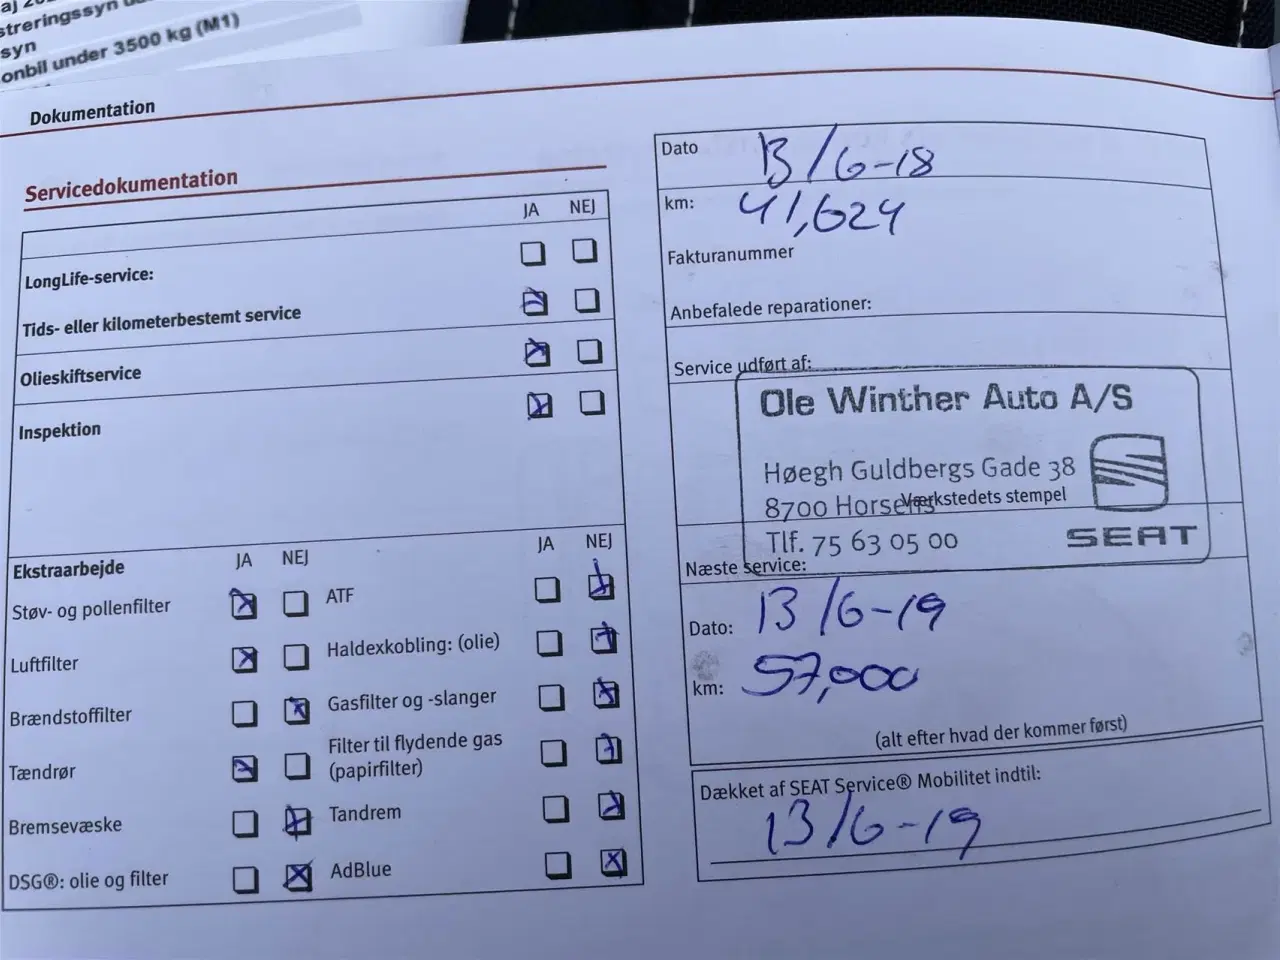 streringssyn
syn
onbil under 3500 kg (M1)
Dokumentation
Servicedokumentation
JA NEJ
LongLife-service:
Tids- eller kilometerbestemt service
Olieskiftservice
Inspektion
Ekstraarbejde JA NEJ JA NEJ
Støv- og pollenfilter ATF
Luftfilter Haldexkobling: (olie)
Brændstoffilter Gasfilter og -slanger
Tændrør Filter til flydende gas
(papirfilter)
Bremsevæske Tandrem
DSG®: olie og filter AdBlue
Dato 13/6-18
km: 41,624
Fakturanummer
Anbefalede reparationer:
Service udført af:
Ole Winther Auto A/S
Høegh Guldbergs Gade 38
8700 Horsens
Værkstedets stempel
Tlf. 75 63 05 00
SEAT
Næste service:
Dato: 13/6-19
km: 57,000
(alt efter hvad der kommer først)
Dækket af SEAT Service® Mobilitet indtil:
13/6-19